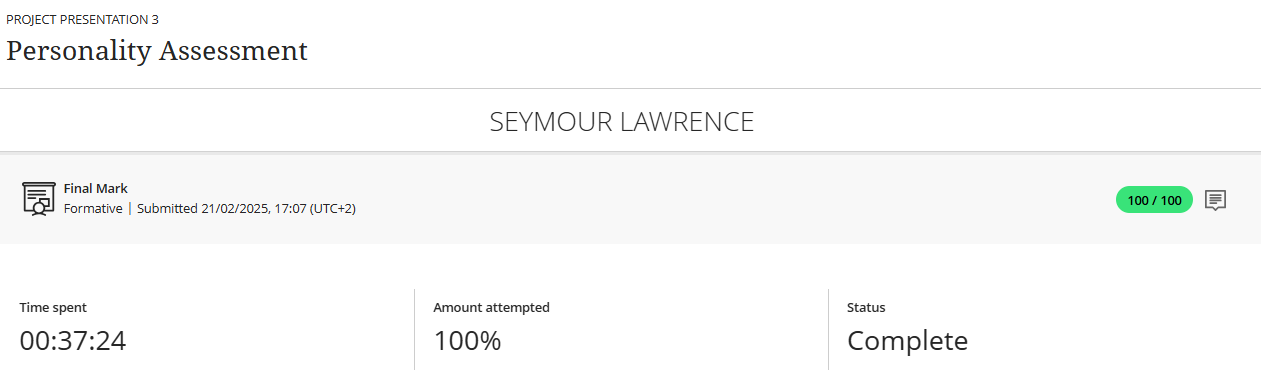 PROJECT PRESENTATION 3
Personality Assessment
SEYMOUR LAWRENCE
Final Mark
Formative | Submitted 21/02/2025, 17:07 (UTC+2)
100 / 100
Time spent
00:37:24
Amount attempted
100%
Status
Complete